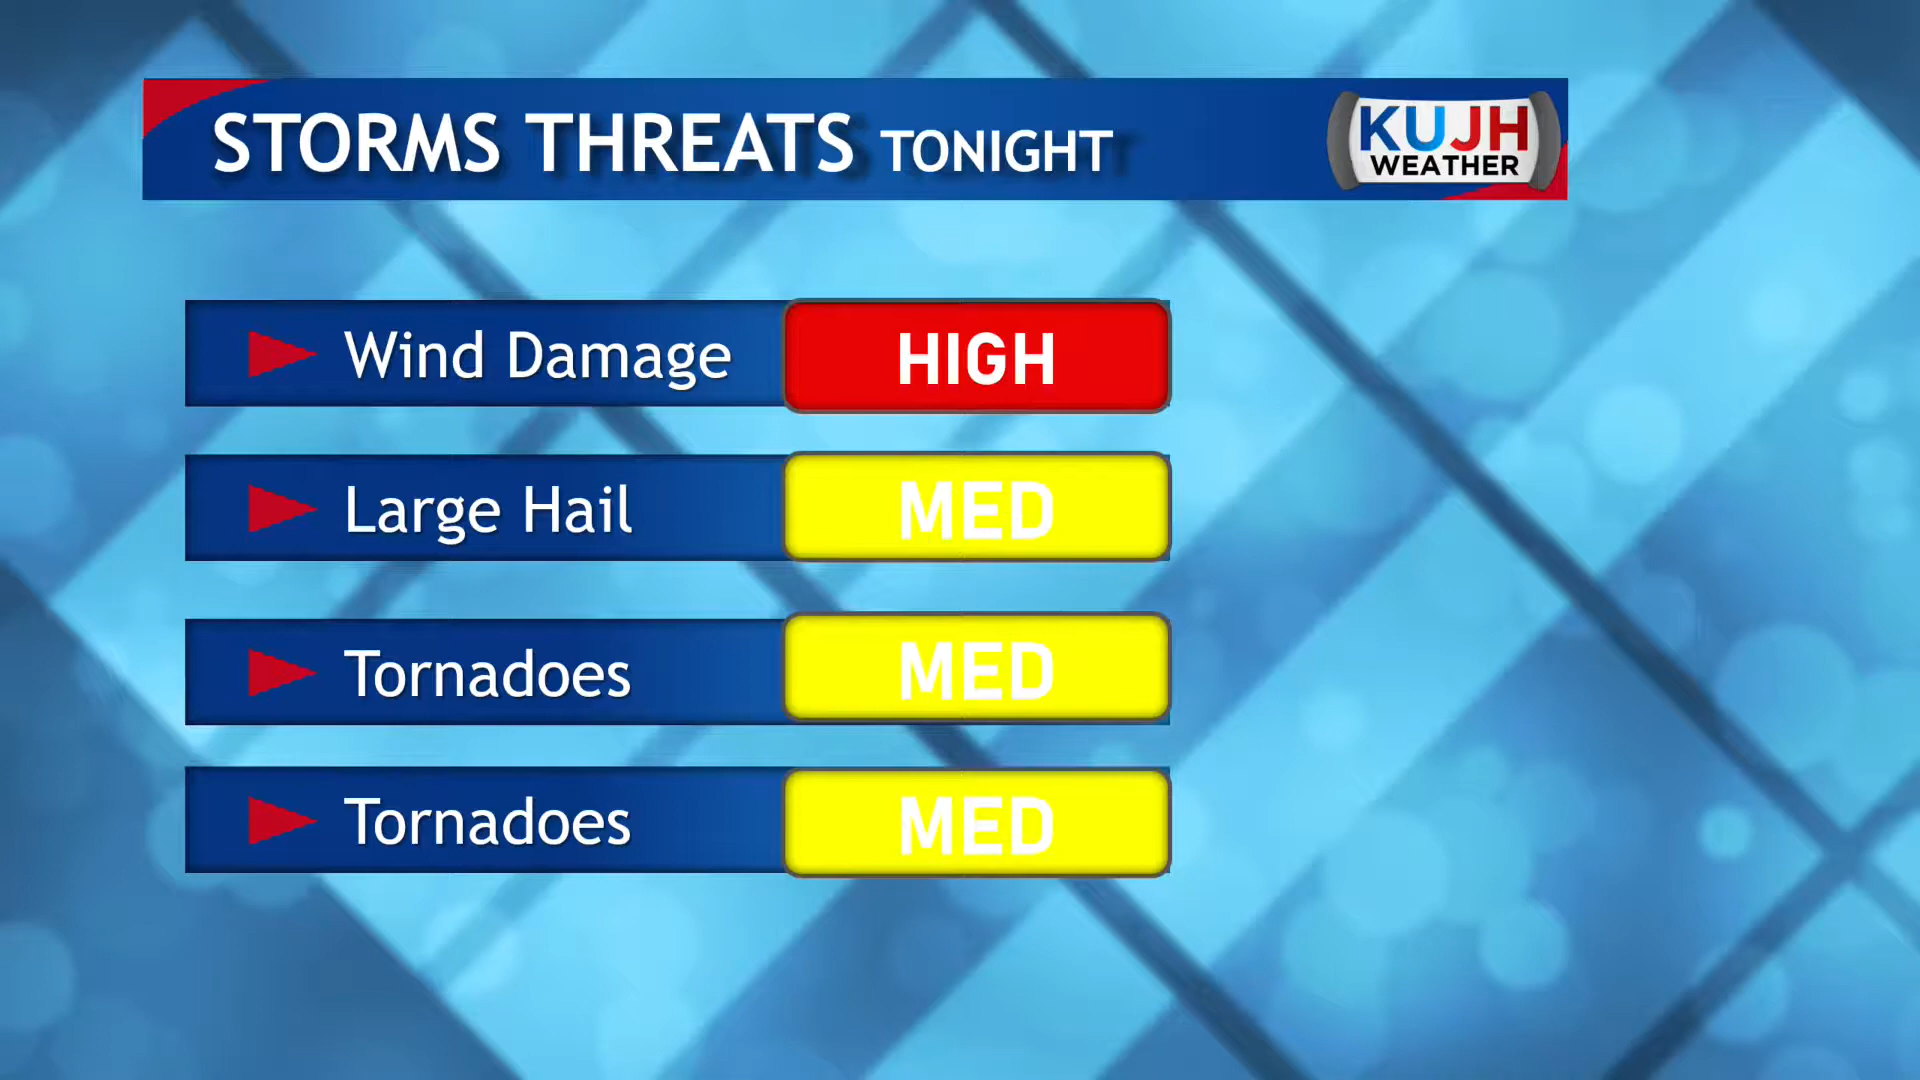 STORMS THREATS TONIGHT
KUJH
WEATHER
Wind Damage HIGH
Large Hail MED
Tornadoes MED
Tornadoes MED